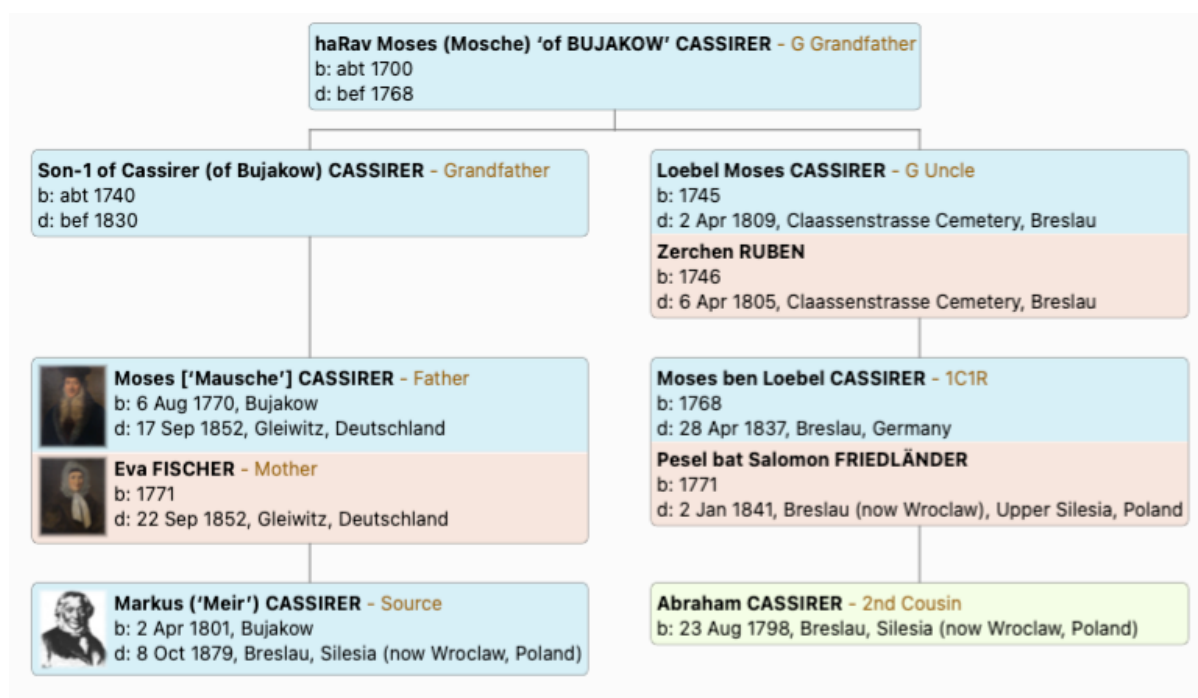 haRav Moses (Mosche) ‘of BUJAKOW’ CASSIRER - G Grandfather
b: abt 1700
d: bef 1768
Son-1 of Cassirer (of Bujakow) CASSIRER - Grandfather
b: abt 1740
d: bef 1830
Loebel Moses CASSIRER - G Uncle
b: 1745
d: 2 Apr 1809, Claassenstrasse Cemetery, Breslau
Zerchen RUBEN
b: 1746
d: 6 Apr 1805, Claassenstrasse Cemetery, Breslau
Moses [‘Mausche’] CASSIRER - Father
b: 6 Aug 1770, Bujakow
d: 17 Sep 1852, Gleiwitz, Deutschland
Eva FISCHER - Mother
b: 1771
d: 22 Sep 1852, Gleiwitz, Deutschland
Moses ben Loebel CASSIRER - 1C1R
b: 1768
d: 28 Apr 1837, Breslau, Germany
Pesel bat Salomon FRIEDLÄNDER
b: 1771
d: 2 Jan 1841, Breslau (now Wroclaw), Upper Silesia, Poland
Markus (‘Meir’) CASSIRER - Source
b: 2 Apr 1801, Bujakow
d: 8 Oct 1879, Breslau, Silesia (now Wroclaw, Poland)
Abraham CASSIRER - 2nd Cousin
b: 23 Aug 1798, Breslau, Silesia (now Wroclaw, Poland)